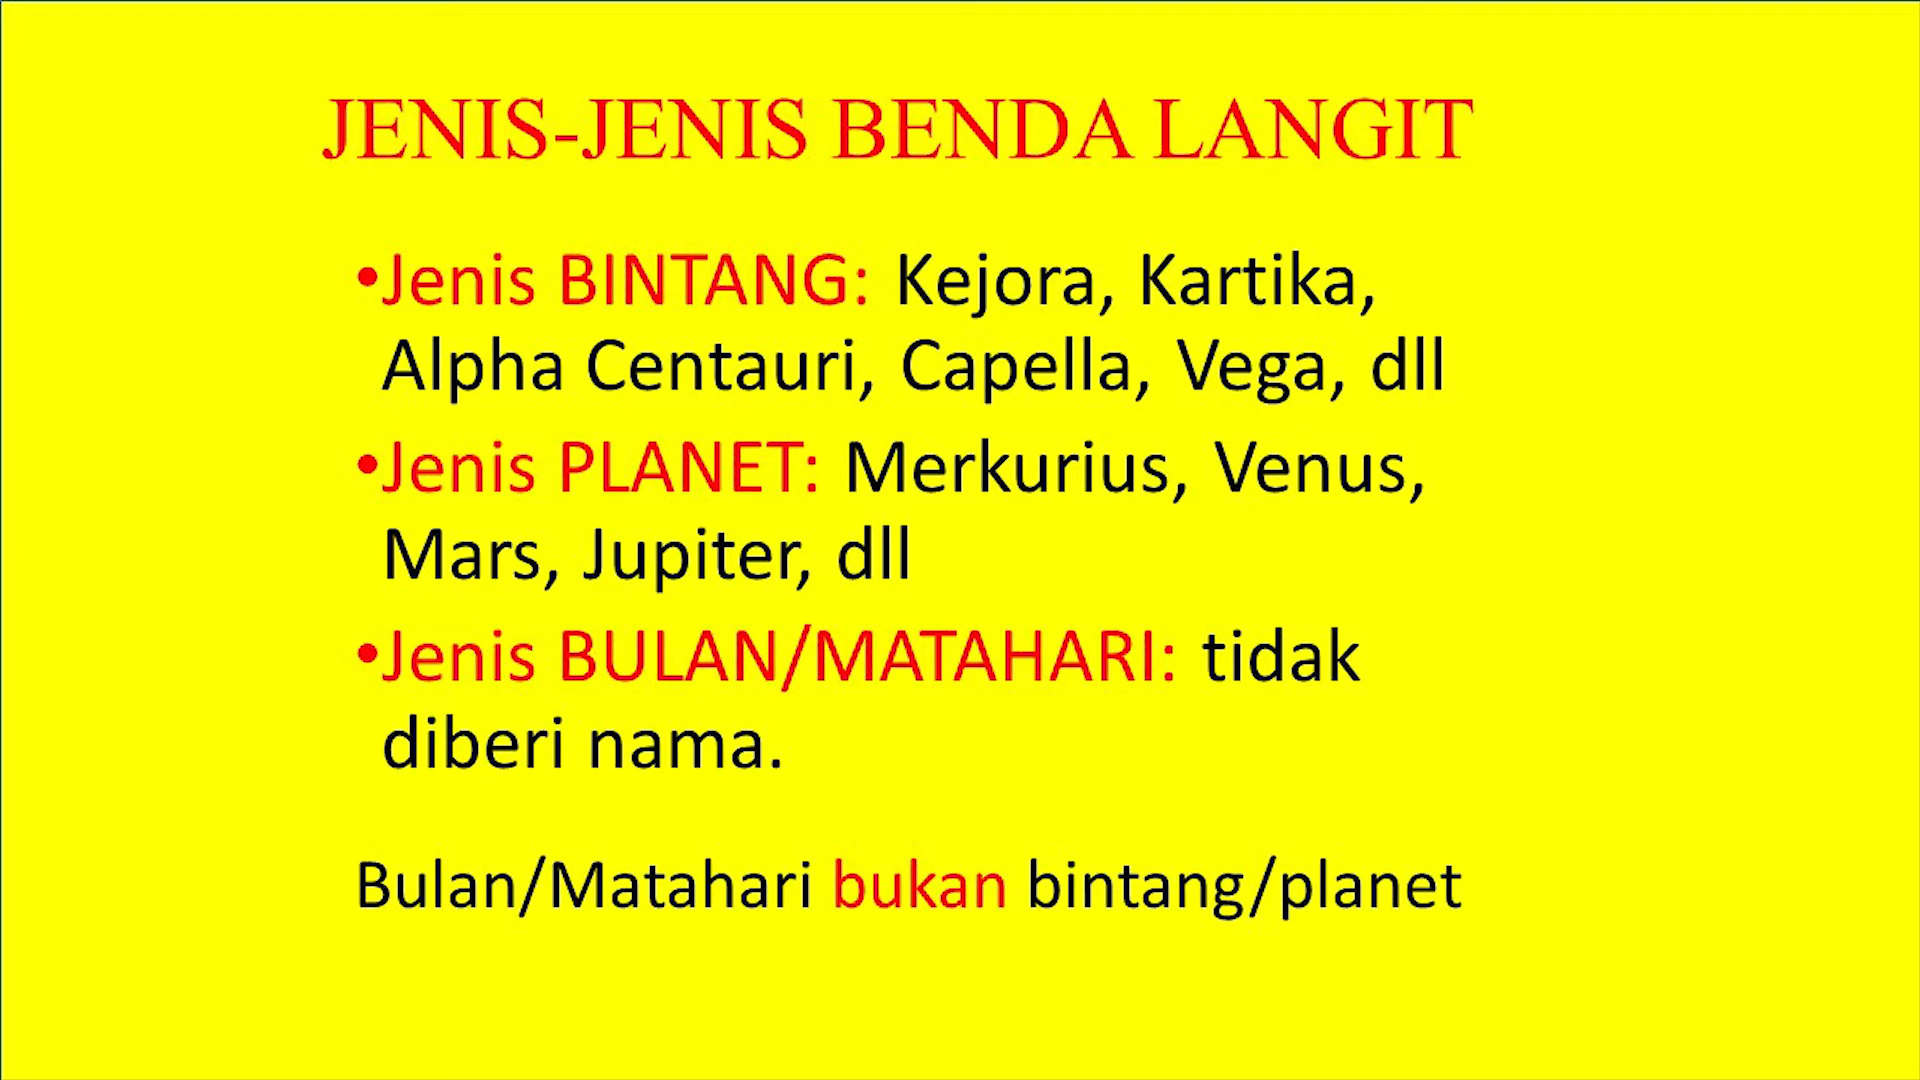 JENIS-JENIS BENDA LANGIT
•Jenis BINTANG: Kejora, Kartika,
Alpha Centauri, Capella, Vega, dll
•Jenis PLANET: Merkurius, Venus,
Mars, Jupiter, dll
•Jenis BULAN/MATAHARI: tidak
diberi nama.
Bulan/Matahari bukan bintang/planet